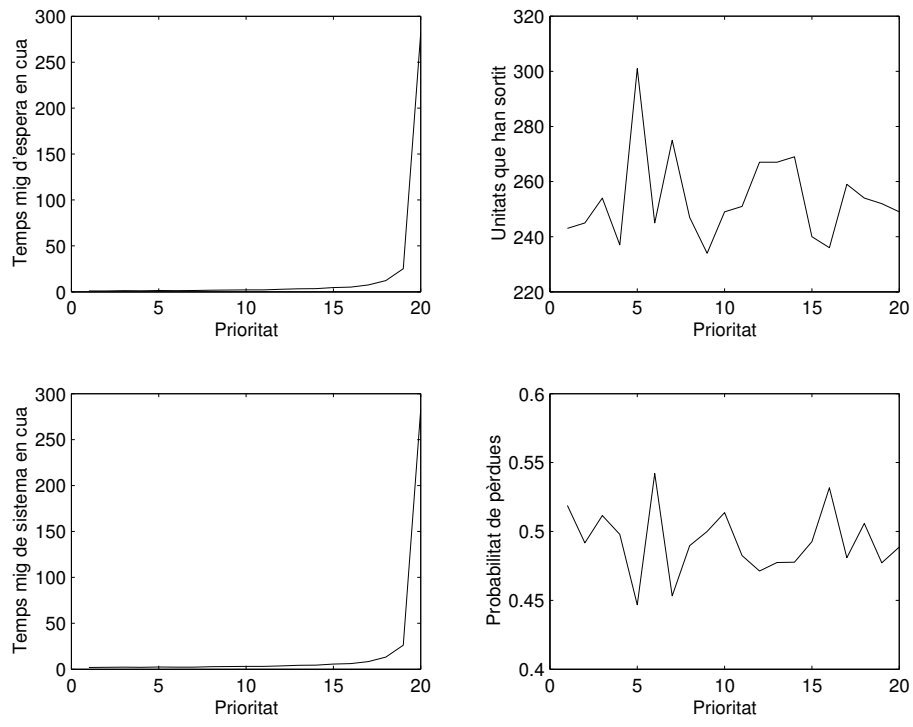 Temps mig d'espera en cua
300
250
200
150
100
50
0
0 5 10 15 20
Prioritat
Unitats que han sortit
320
300
280
260
240
220
0 5 10 15 20
Prioritat
Temps mig de sistema en cua
300
250
200
150
100
50
0
0 5 10 15 20
Prioritat
Probabilitat de pèrdues
0.6
0.55
0.5
0.45
0.4
0 5 10 15 20
Prioritat